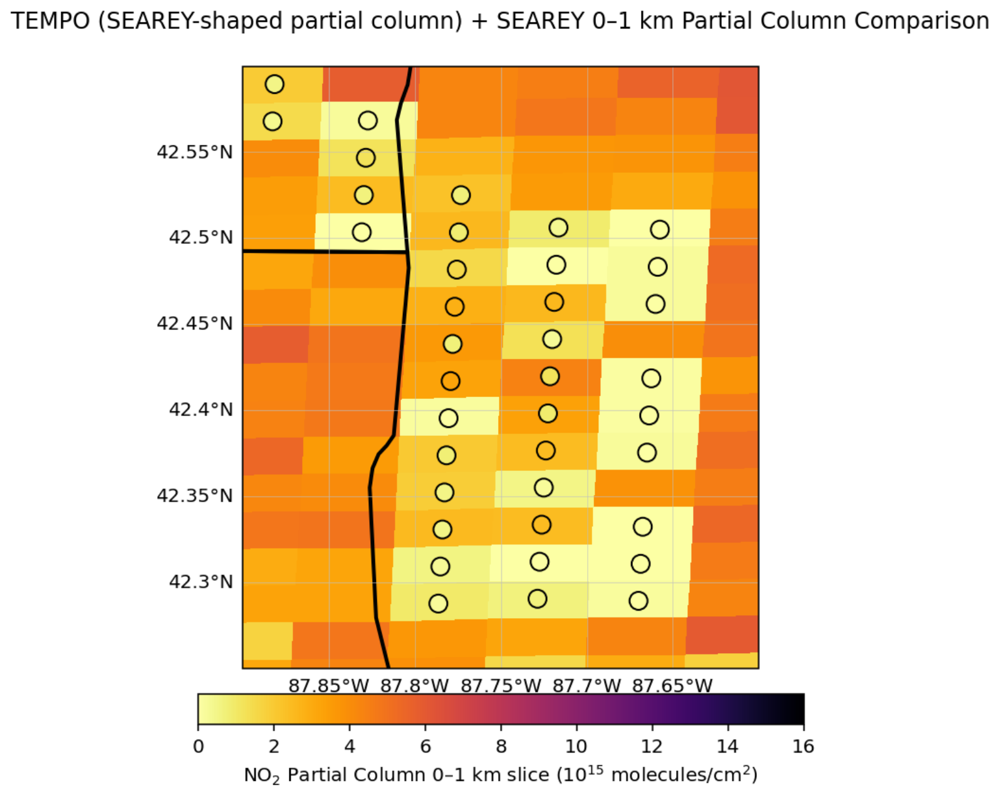 TEMPO (SEAREY-shaped partial column) + SEAREY 0–1 km Partial Column Comparison
42.55°N
42.5°N
42.45°N
42.4°N
42.35°N
42.3°N
87.85°W 87.8°W 87.75°W 87.7°W 87.65°W
0 2 4 6 8 10 12 14 16
NO₂ Partial Column 0–1 km slice (10¹⁵ molecules/cm²)